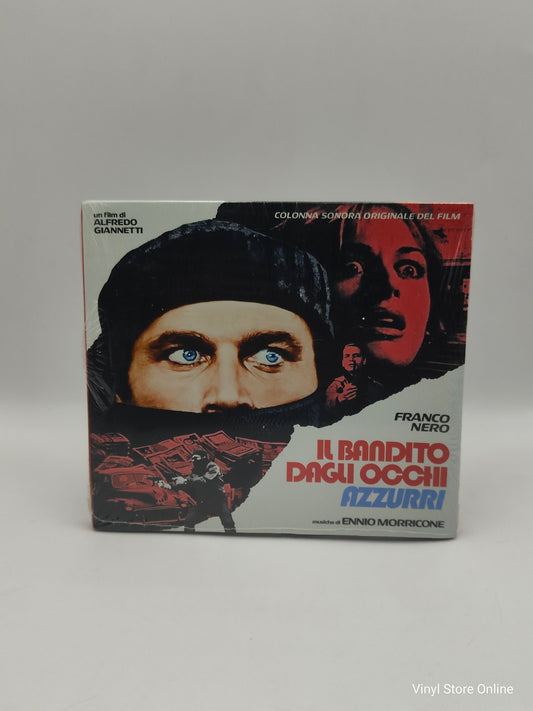 un film di
ALFREDO
GIANNETTI
COLONNA SONORA ORIGINALE DEL FILM
FRANCO
NERO
IL BANDITO
DAGLI OCCHI
AZZURRI
musiche di ENNIO MORRICONE
Vinyl Store Online